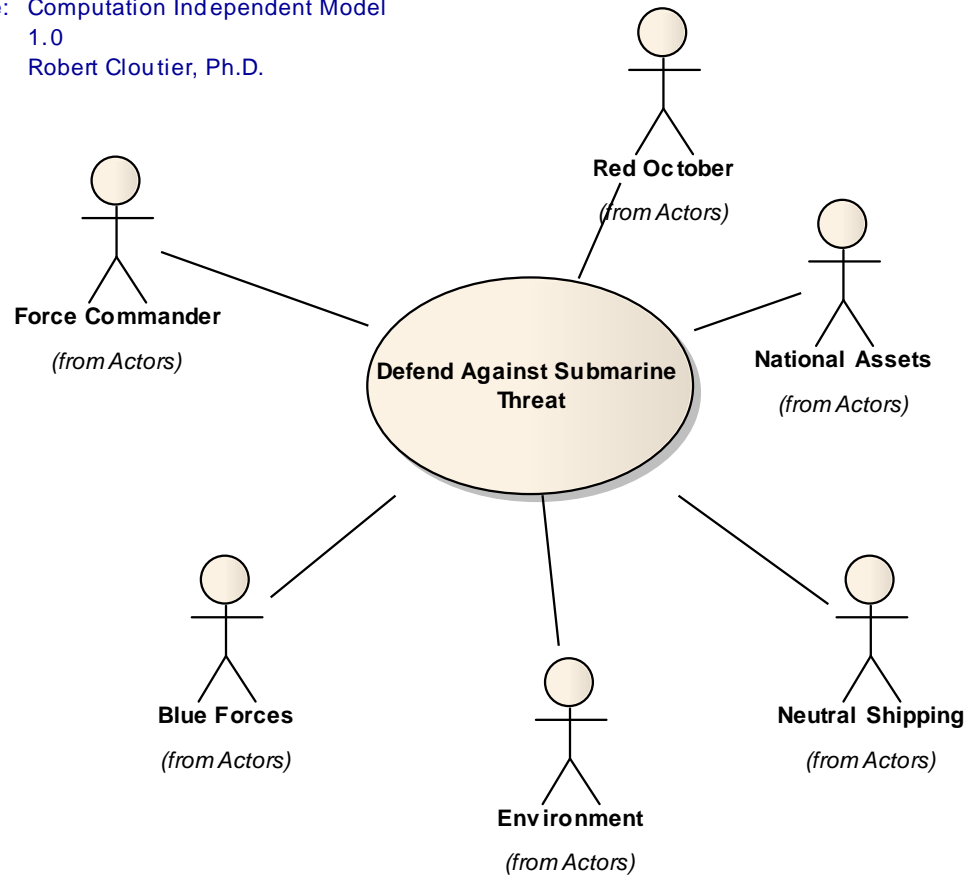 e: Computation Independent Model
1.0
Robert Cloutier, Ph.D.
Red October
(from Actors)
Force Commander
(from Actors)
National Assets
(from Actors)
Defend Against Submarine
Threat
Blue Forces
(from Actors)
Neutral Shipping
(from Actors)
Environment
(from Actors)